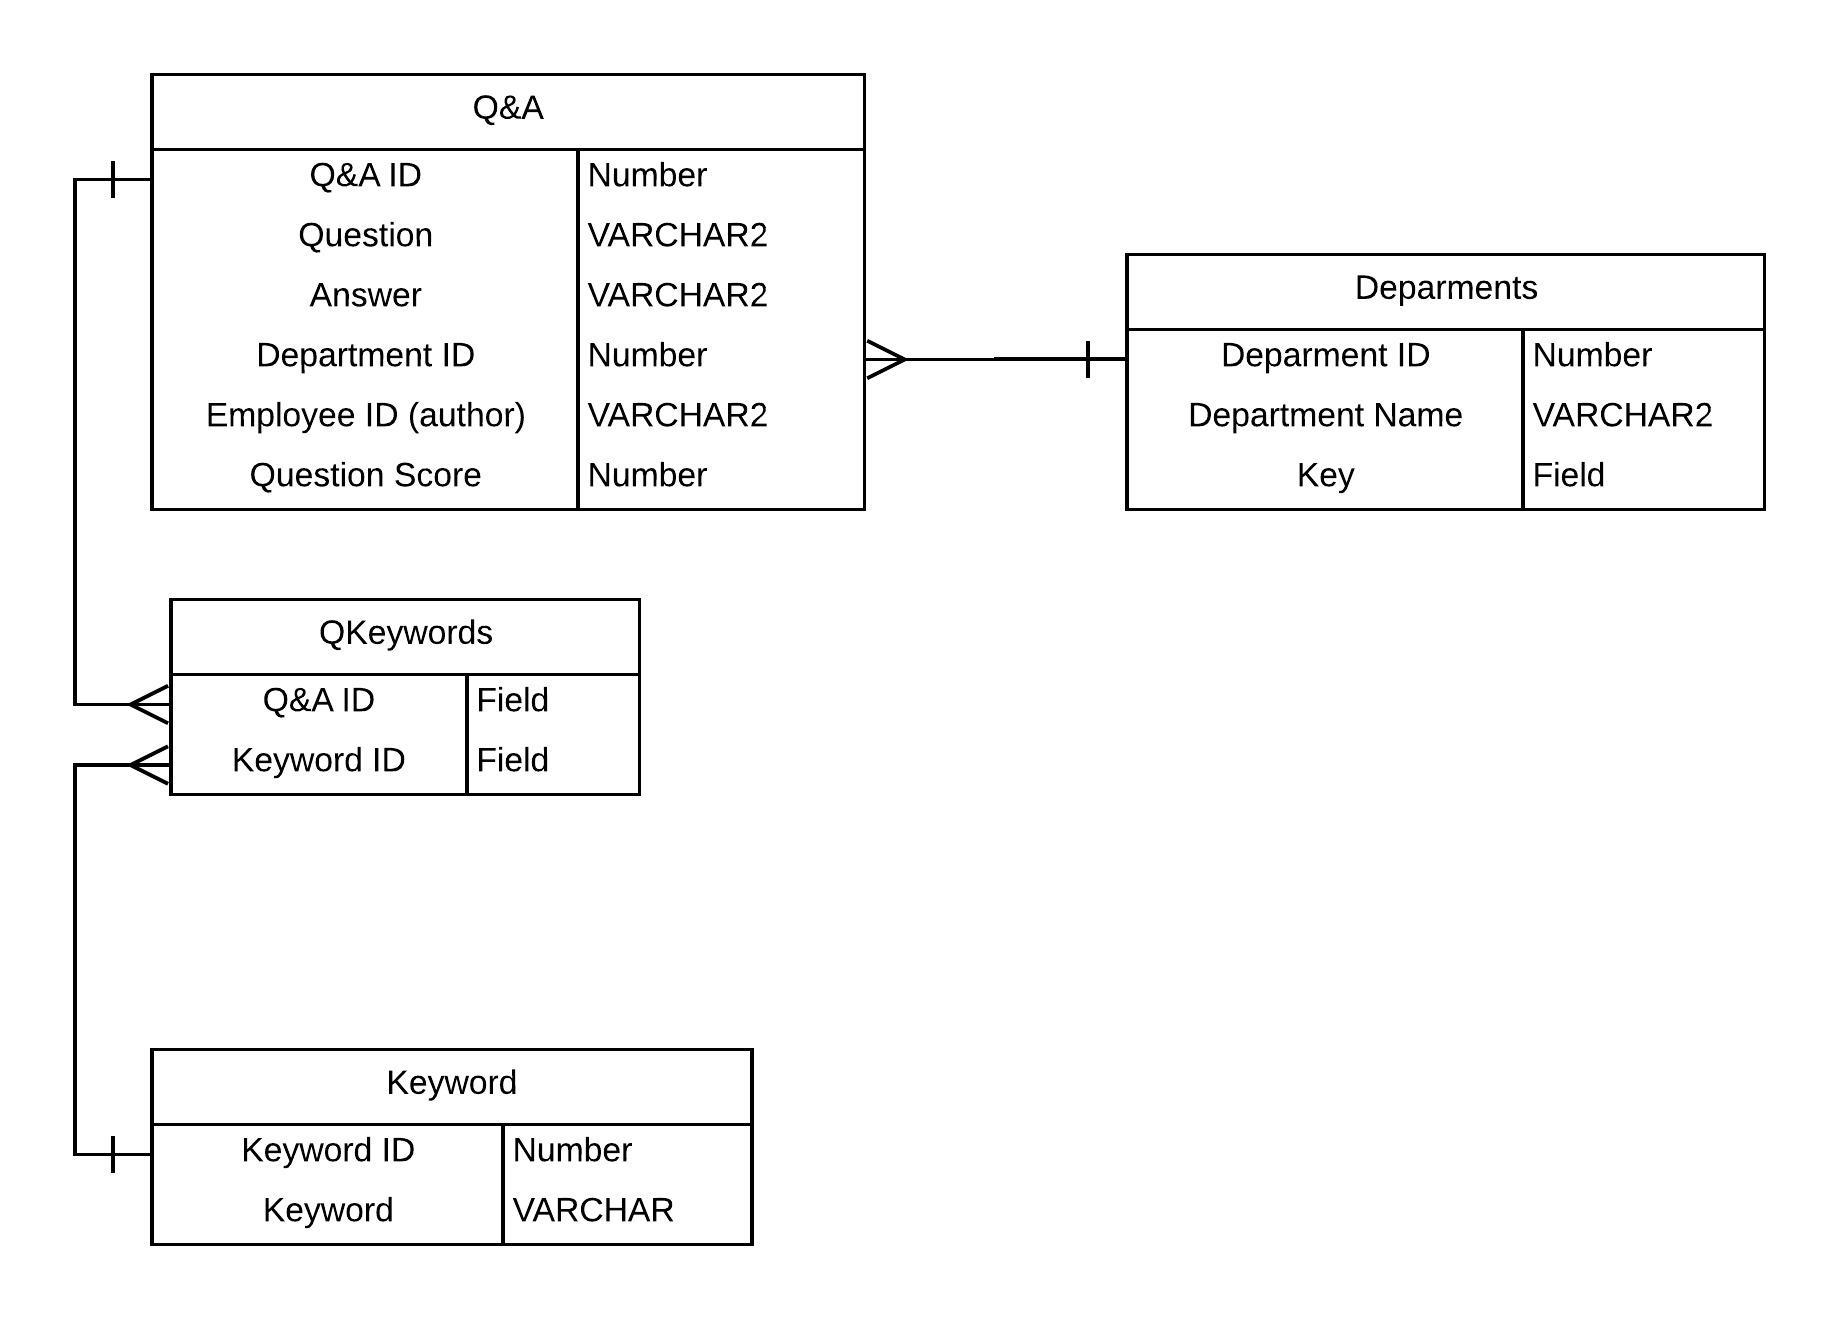 Q&A
Q&A ID Number
Question VARCHAR2
Answer VARCHAR2
Department ID Number
Employee ID (author) VARCHAR2
Question Score Number
Deparments
Deparment ID Number
Department Name VARCHAR2
Key Field
QKeywords
Q&A ID Field
Keyword ID Field
Keyword
Keyword ID Number
Keyword VARCHAR